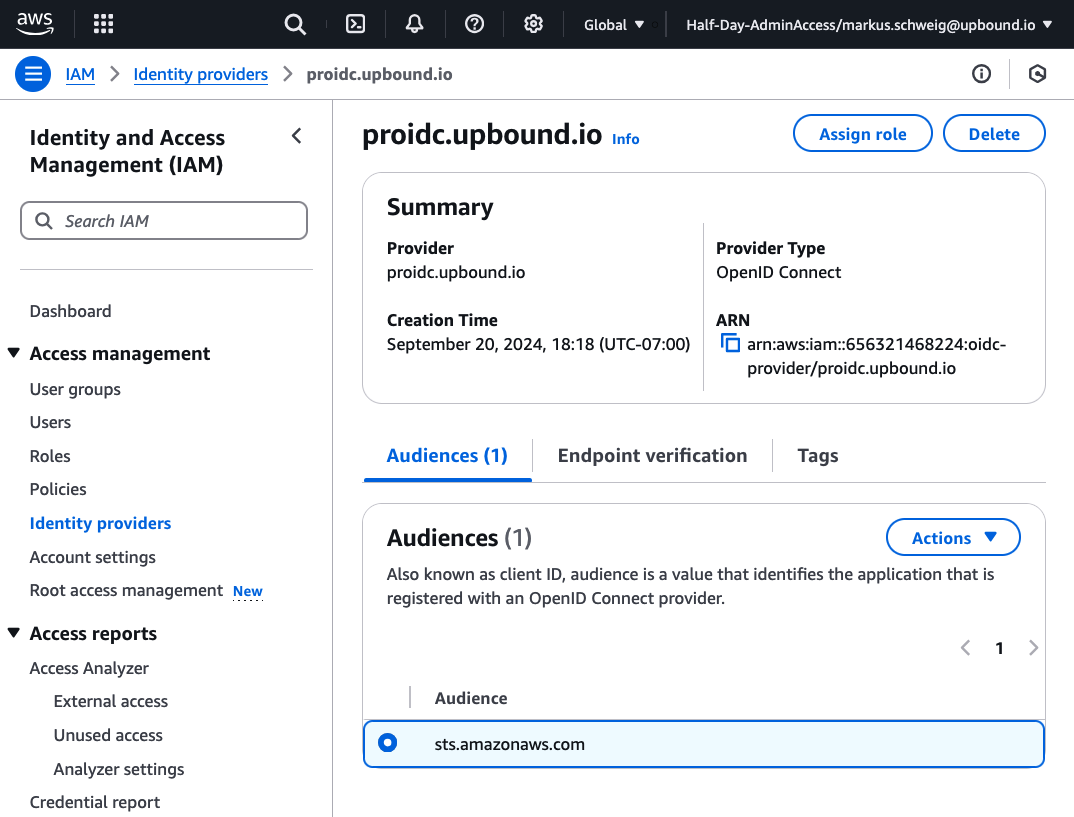 aws
Global
Half-Day-AdminAccess/markus.schweig@upbound.io
IAM
Identity providers
proidc.upbound.io
Identity and Access
Management (IAM)
Search IAM
Dashboard
Access management
User groups
Users
Roles
Policies
Identity providers
Account settings
Root access management New
Access reports
Access Analyzer
External access
Unused access
Analyzer settings
Credential report
proidc.upbound.io Info
Assign role
Delete
Summary
Provider
proidc.upbound.io
Provider Type
OpenID Connect
Creation Time
September 20, 2024, 18:18 (UTC-07:00)
ARN
arn:aws:iam::656321468224:oidc-
provider/proidc.upbound.io
Audiences (1)
Endpoint verification
Tags
Audiences (1)
Actions
Also known as client ID, audience is a value that identifies the application that is
registered with an OpenID Connect provider.
1
Audience
sts.amazonaws.com